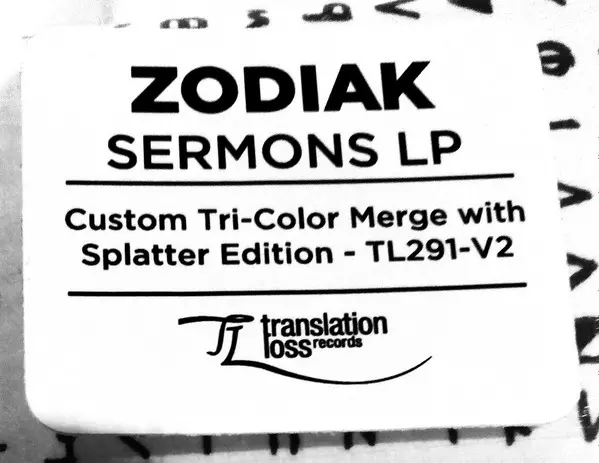 ZODIAK
SERMONS LP
Custom Tri-Color Merge with
Splatter Edition - TL291-V2
TL translation
loss records